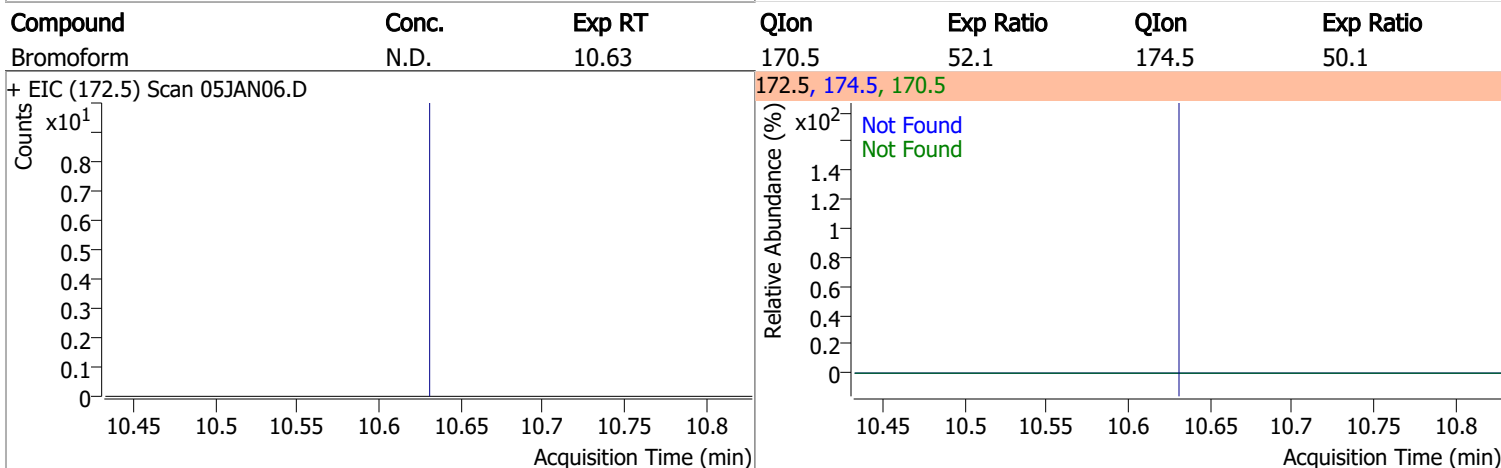 Compound Conc. Exp RT QIon Exp Ratio QIon Exp Ratio
Bromoform N.D. 10.63 170.5 52.1 174.5 50.1
+ EIC (172.5) Scan 05JAN06.D
Counts
x10¹
0.8
0.7
0.6
0.5
0.4
0.3
0.2
0.1
0
10.45 10.5 10.55 10.6 10.65 10.7 10.75 10.8
Acquisition Time (min)
172.5, 174.5, 170.5
Relative Abundance (%)
x10²
Not Found
Not Found
1.4
1.2
1
0.8
0.6
0.4
0.2
0
10.45 10.5 10.55 10.6 10.65 10.7 10.75 10.8
Acquisition Time (min)